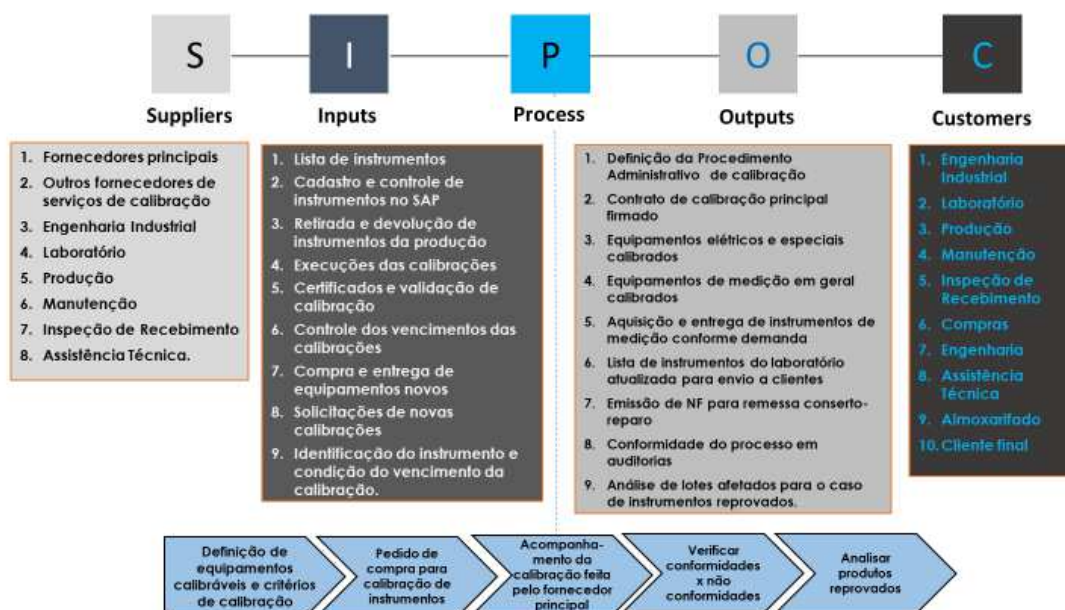 S I P O C
Suppliers Inputs Process Outputs Customers
1. Fornecedores principais
2. Outros fornecedores de
serviços de calibração
3. Engenharia Industrial
4. Laboratório
5. Produção
6. Manutenção
7. Inspeção de Recebimento
8. Assistência Técnica.
1. Lista de instrumentos
2. Cadastro e controle de
instrumentos no SAP
3. Retirada e devolução de
instrumentos da produção
4. Execuções das calibrações
5. Certificados e validação de
calibração
6. Controle dos vencimentos das
calibrações
7. Compra e entrega de
equipamentos novos
8. Solicitações de novas
calibrações
9. Identificação do instrumento e
condição do vencimento da
calibração.
1. Definição da Procedimento
Administrativo de calibração
2. Contrato de calibração principal
firmado
3. Equipamentos elétricos e especiais
calibrados
4. Equipamentos de medição em geral
calibrados
5. Aquisição e entrega de instrumentos de
medição conforme demanda
6. Lista de instrumentos do laboratório
atualizada para envio a clientes
7. Emissão de NF para remessa conserto-
reparo
8. Conformidade do processo em
auditorias
9. Análise de lotes afetados para o caso
de instrumentos reprovados.
1. Engenharia
Industrial
2. Laboratório
3. Produção
4. Manutenção
5. Inspeção de
Recebimento
6. Compras
7. Engenharia
8. Assistência
Técnica
9. Almoxarifado
10. Cliente final
Definição de
equipamentos
calibráveis e critérios
de calibração
Pedido de
compra para
calibração de
instrumentos
Acompanha-
mento da
calibração feita
pelo fornecedor
principal
Verificar
conformidades
x não
conformidades
Analisar
produtos
reprovados